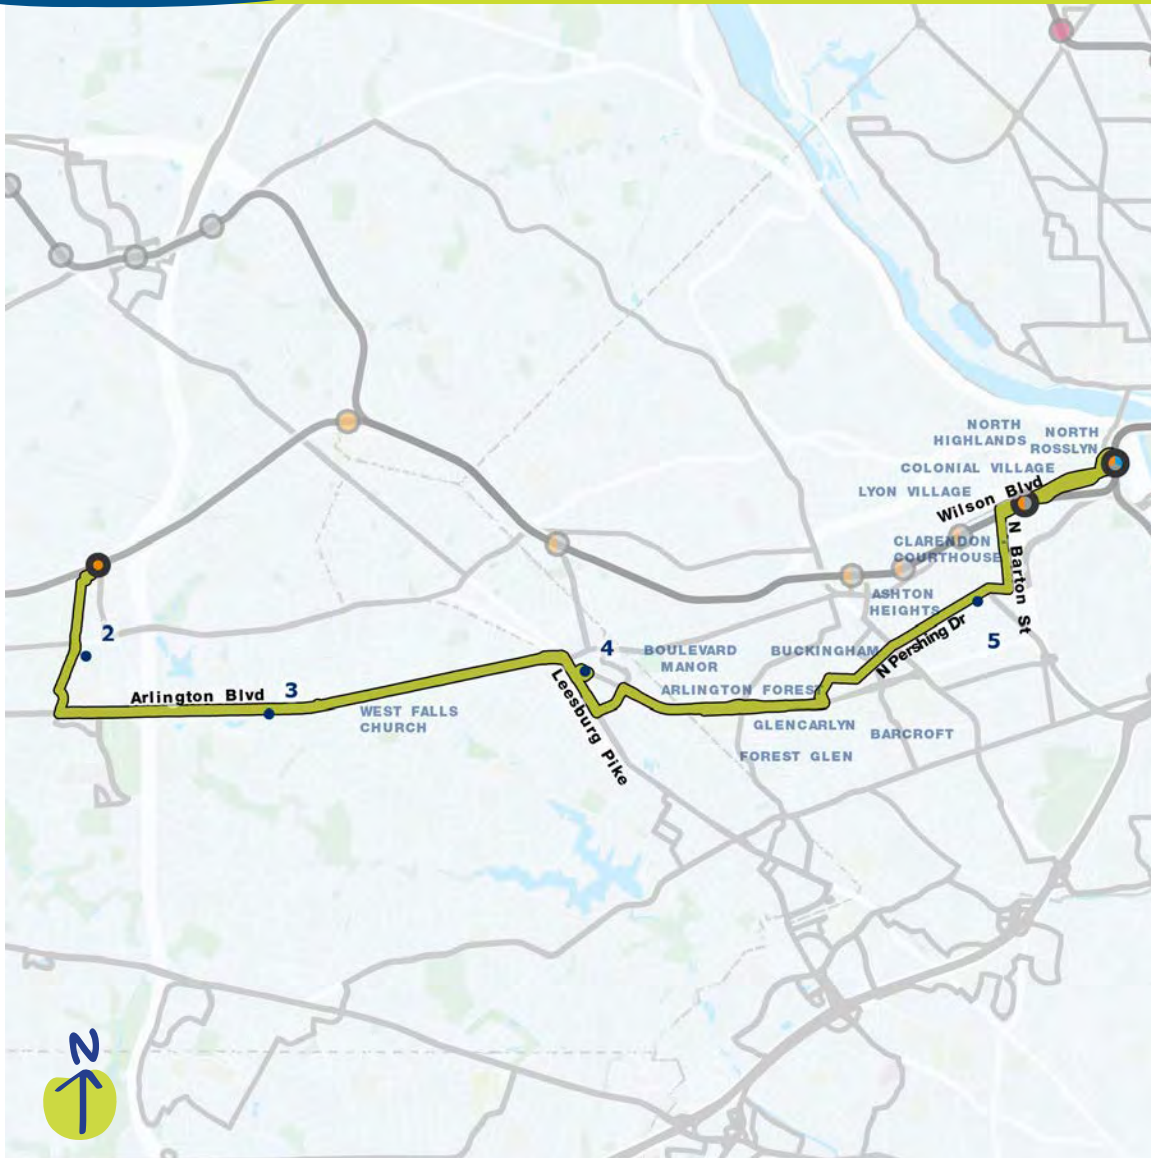 NORTH
HIGHLANDS
NORTH
ROSSLYN
COLONIAL VILLAGE
LYON VILLAGE
Wilson Blvd
CLARENDON
COURTHOUSE
N Barton St
ASHTON
HEIGHTS
2
4
BOULEVARD
MANOR
BUCKINGHAM
N Pershing Dr
5
Arlington Blvd
3
ARLINGTON FOREST
Leesburg Pike
WEST FALLS
CHURCH
GLENCARLYN
BARCROFT
FOREST GLEN
N